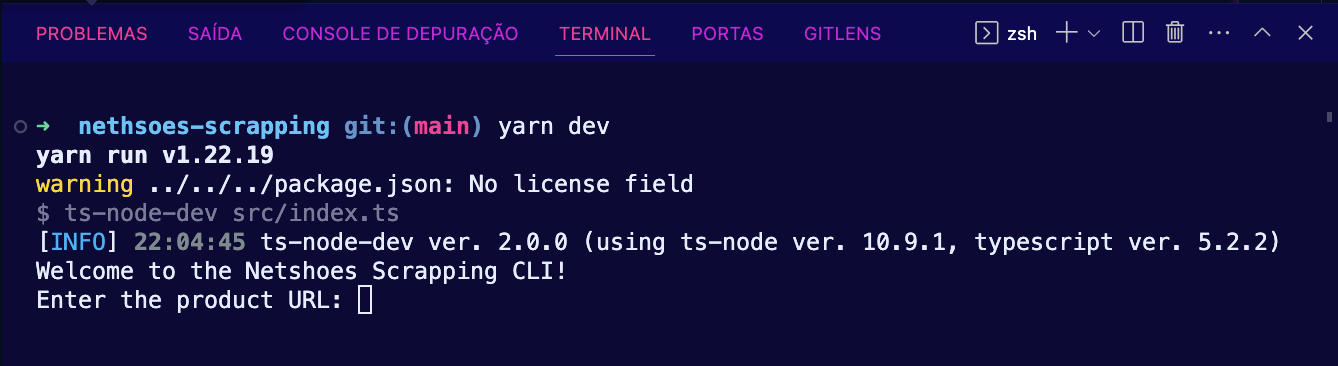 PROBLEMAS SAÍDA CONSOLE DE DEPURAÇÃO TERMINAL PORTAS GITLENS zsh
➜ nethsoes-scrapping git:(main) yarn dev
yarn run v1.22.19
warning ../../../package.json: No license field
$ ts-node-dev src/index.ts
[INFO] 22:04:45 ts-node-dev ver. 2.0.0 (using ts-node ver. 10.9.1, typescript ver. 5.2.2)
Welcome to the Netshoes Scrapping CLI!
Enter the product URL: